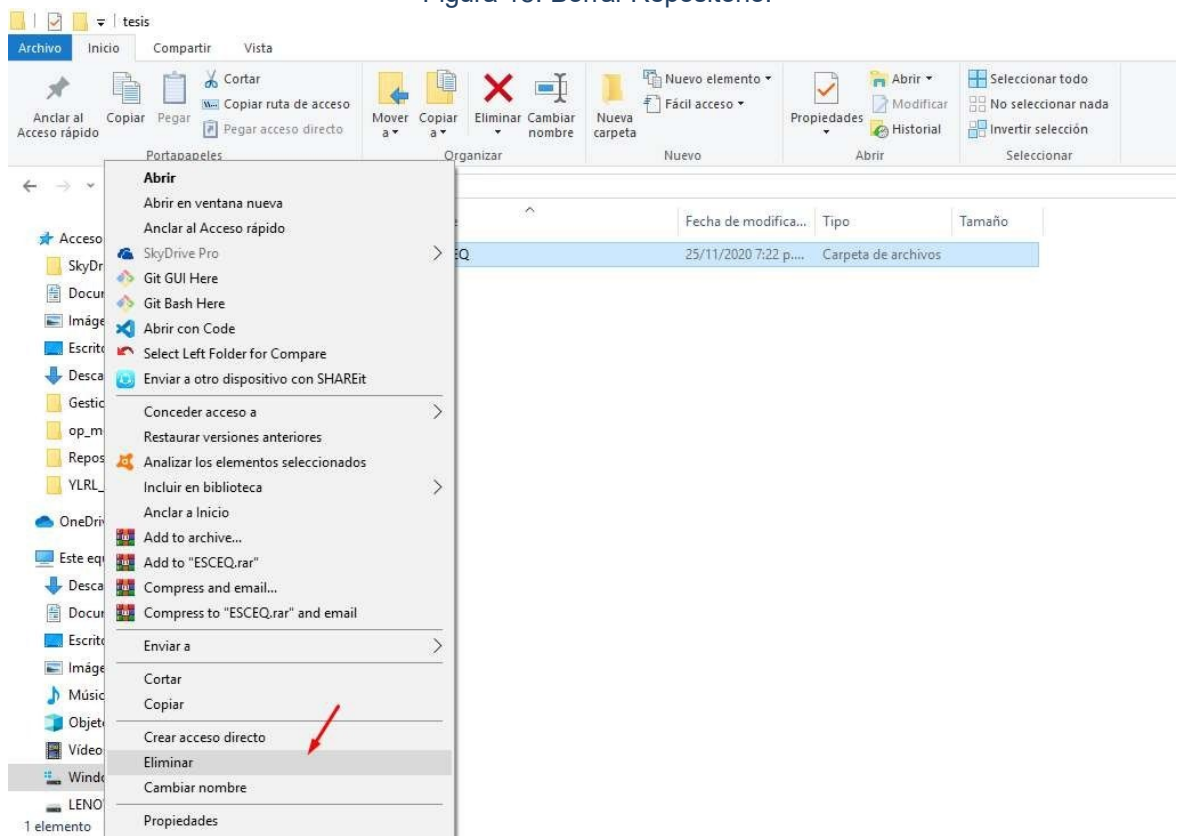 tesis
Archivo Inicio Compartir Vista
Anclar al Acceso rápido
Copiar
Pegar
Cortar
Copiar ruta de acceso
Pegar acceso directo
Mover a
Copiar a
Eliminar
Cambiar nombre
Nueva carpeta
Nuevo elemento
Fácil acceso
Propiedades
Abrir
Modificar
Historial
Seleccionar todo
No seleccionar nada
Invertir selección
Portapapeles Organizar Nuevo Abrir Seleccionar
Fecha de modifica... Tipo Tamaño
EQ 25/11/2020 7:22 p.... Carpeta de archivos
Acceso
SkyDr
Docur
Imáge
Escrito
Desca
Gestic
op_m
Repos
YLRL_
OneDriv
Este equ
Desca
Docur
Escrito
Imáge
Músic
Objeto
Vídeo
Windo
LENO
1 elemento
Abrir
Abrir en ventana nueva
Anclar al Acceso rápido
SkyDrive Pro
Git GUI Here
Git Bash Here
Abrir con Code
Select Left Folder for Compare
Enviar a otro dispositivo con SHAREit
Conceder acceso a
Restaurar versiones anteriores
Analizar los elementos seleccionados
Incluir en biblioteca
Anclar a Inicio
Add to archive...
Add to "ESCEQ.rar"
Compress and email...
Compress to "ESCEQ.rar" and email
Enviar a
Cortar
Copiar
Crear acceso directo
Eliminar
Cambiar nombre
Propiedades